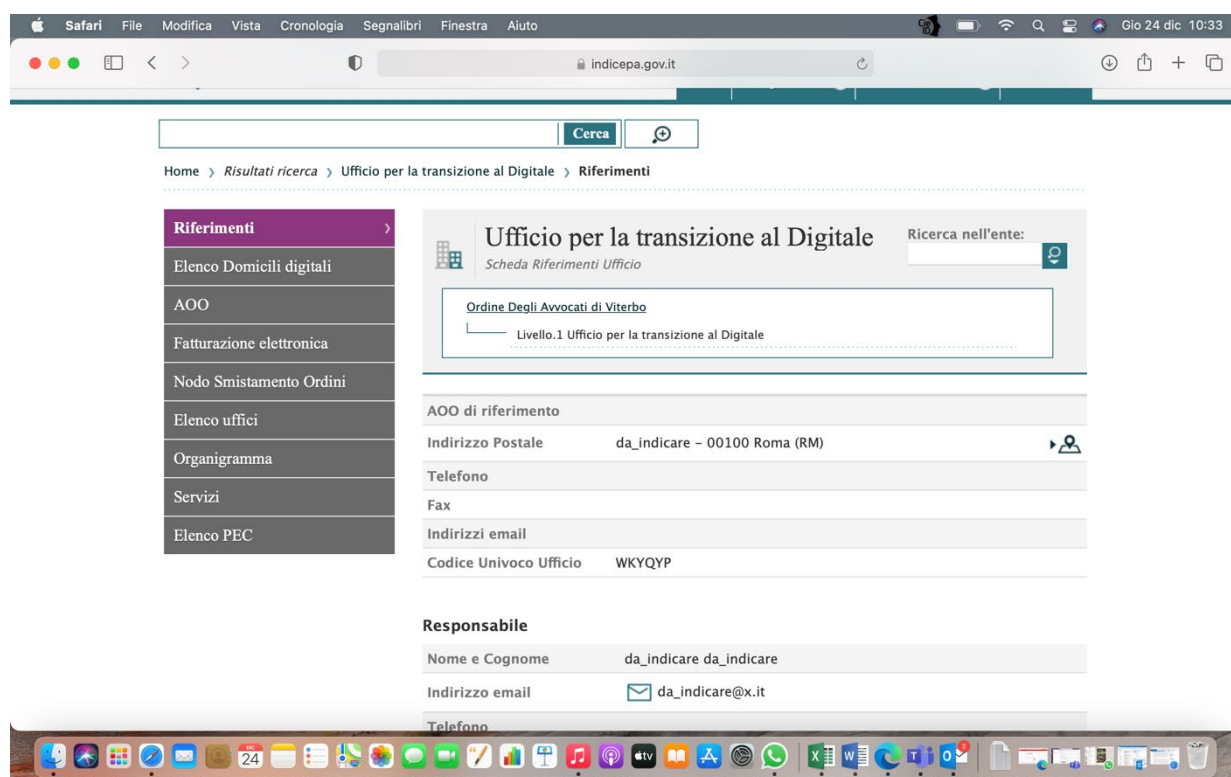 Safari File Modifica Vista Cronologia Segnalibri Finestra Aiuto Gio 24 dic 10:33
indicepa.gov.it
Cerca
Home Risultati ricerca Ufficio per la transizione al Digitale Riferimenti
Riferimenti
Elenco Domicili digitali
AOO
Fatturazione elettronica
Nodo Smistamento Ordini
Elenco uffici
Organigramma
Servizi
Elenco PEC
Ufficio per la transizione al Digitale
Scheda Riferimenti Ufficio
Ricerca nell'ente:
Ordine Degli Avvocati di Viterbo
Livello.1 Ufficio per la transizione al Digitale
AOO di riferimento
Indirizzo Postale da_indicare - 00100 Roma (RM)
Telefono
Fax
Indirizzi email
Codice Univoco Ufficio WKYQYP
Responsabile
Nome e Cognome da_indicare da_indicare
Indirizzo email da_indicare@x.it
Telefono
24
tv